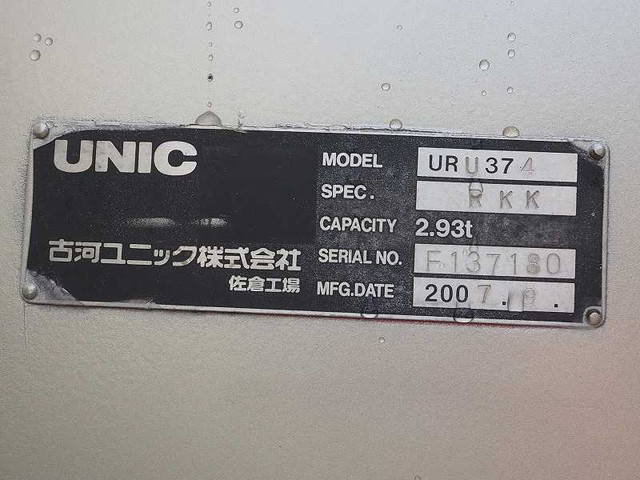 UNIC
MODEL URU374
SPEC. RKK
CAPACITY 2.93t
古河ユニック株式会社 SERIAL NO. F137180
佐倉工場 MFG.DATE 2007.